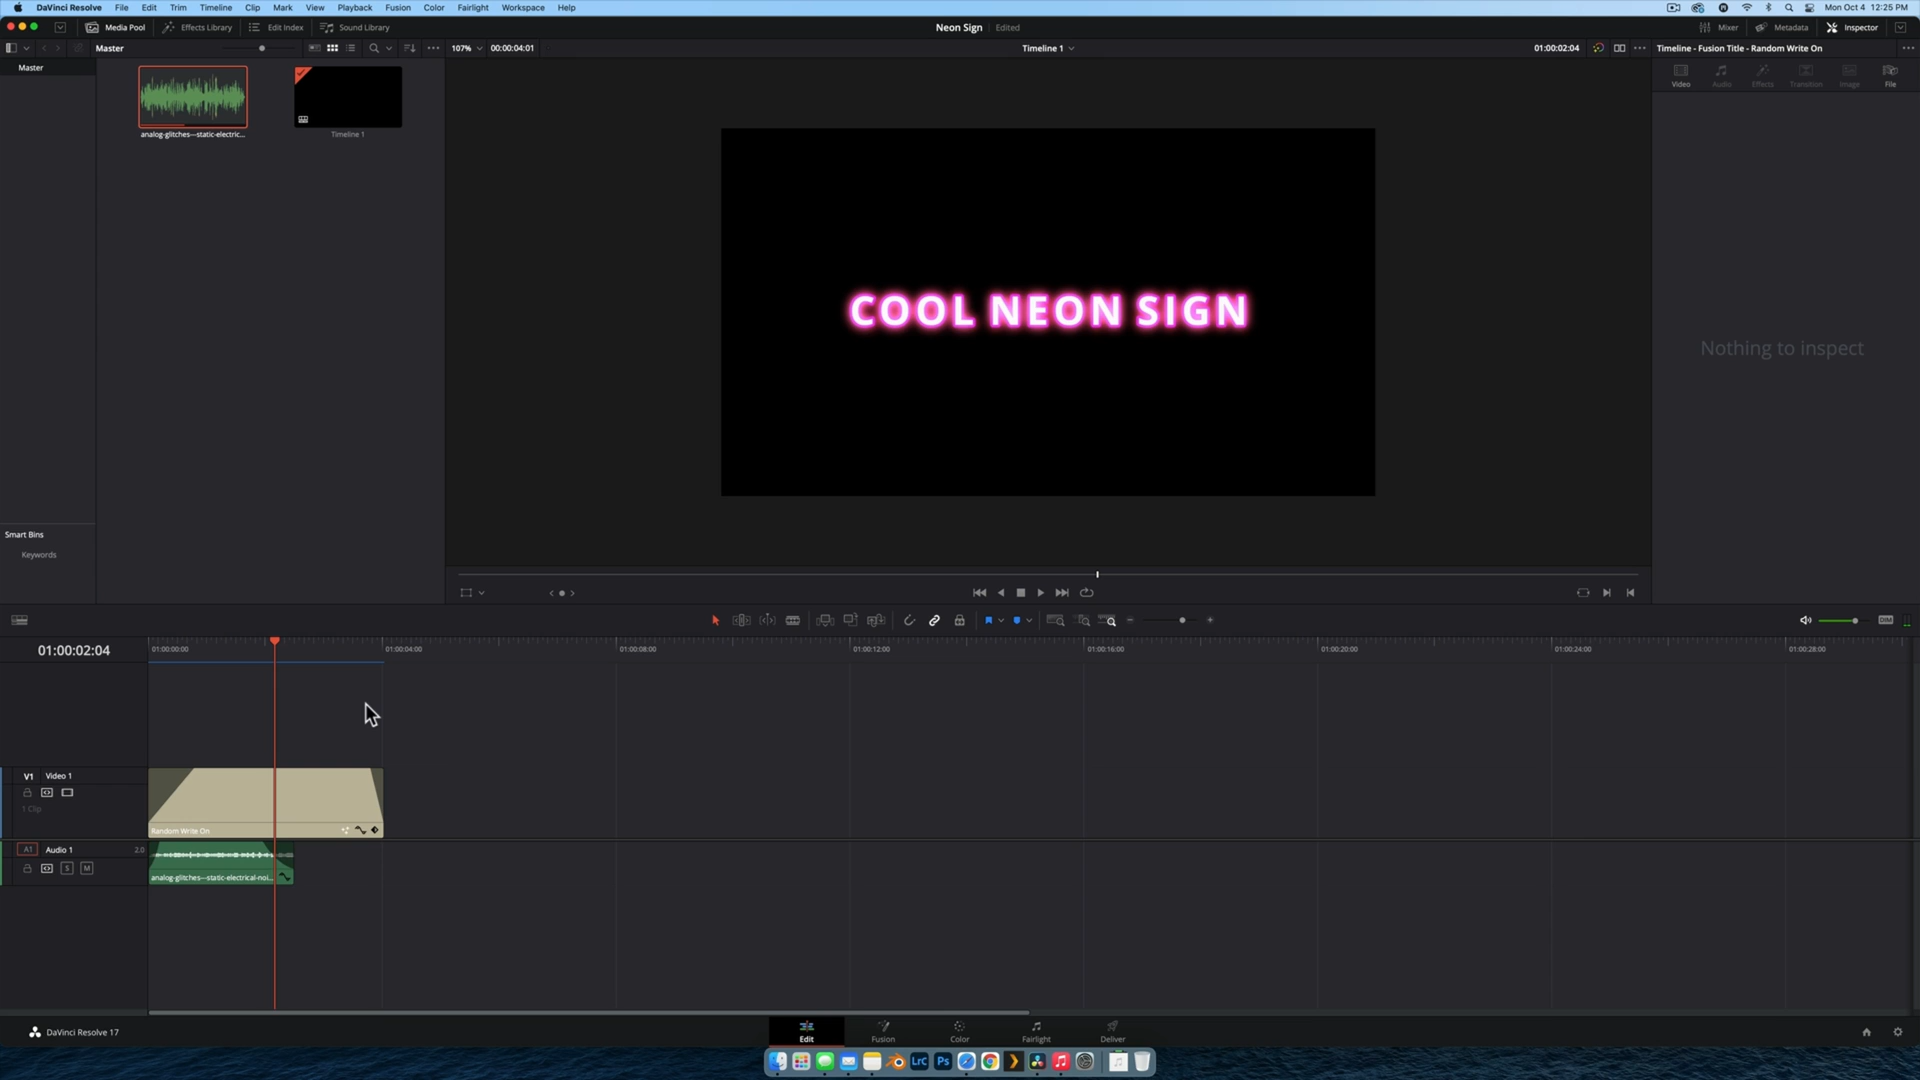 DaVinci Resolve File Edit Trim Timeline Clip Mark View Playback Fusion Color Fairlight Workspace Help Mon Oct 4 12:25 PM
Media Pool Effects Library Edit Index Sound Library Neon Sign Edited Mixer Metadata Inspector
Master 107% 00:00:04:01 Timeline 1 01:00:02:04 Timeline - Fusion Title - Random Write On
Master
Video Audio Effects Transition Image File
analog-glitches—static-electric... Timeline 1
COOL NEON SIGN
Nothing to inspect
Smart Bins
Keywords
DIM
01:00:02:04 01:00:00:00 01:00:04:00 01:00:08:00 01:00:12:00 01:00:16:00 01:00:20:00 01:00:24:00 01:00:28:00
V1 Video 1
1 Clip
Random Write On
A1 Audio 1 2.0
S M
analog-glitches—static-electrical-noi...
DaVinci Resolve 17 Edit Fusion Color Fairlight Deliver
LrC Ps